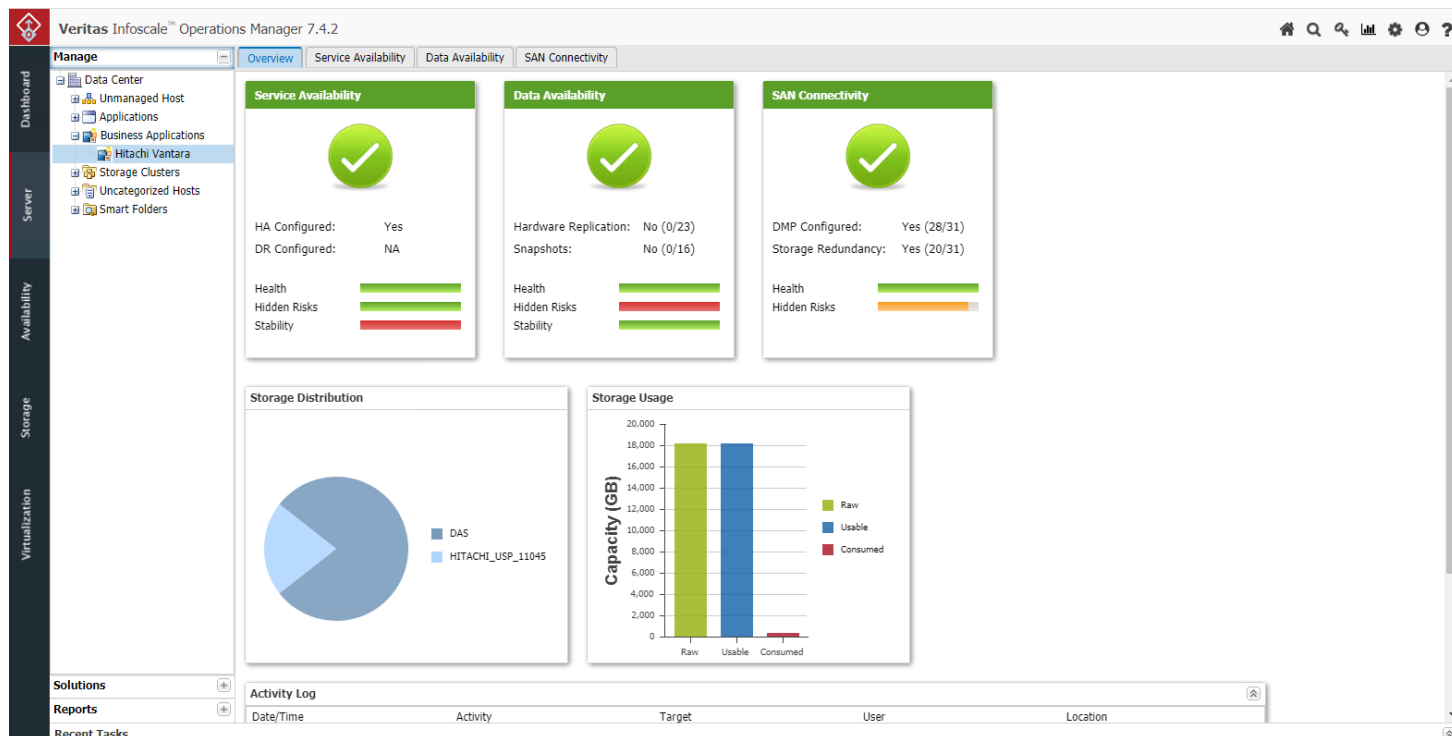 Veritas Infoscale™ Operations Manager 7.4.2
Dashboard
Server
Availability
Storage
Virtualization
Manage
Data Center
Unmanaged Host
Applications
Business Applications
Hitachi Vantara
Storage Clusters
Uncategorized Hosts
Smart Folders
Solutions
Reports
Recent Tasks
Overview Service Availability Data Availability SAN Connectivity
Service Availability
HA Configured: Yes
DR Configured: NA
Health
Hidden Risks
Stability
Data Availability
Hardware Replication: No (0/23)
Snapshots: No (0/16)
Health
Hidden Risks
Stability
SAN Connectivity
DMP Configured: Yes (28/31)
Storage Redundancy: Yes (20/31)
Health
Hidden Risks
Storage Distribution
DAS
HITACHI_USP_11045
Storage Usage
Capacity (GB)
20,000
18,000
16,000
14,000
12,000
10,000
8,000
6,000
4,000
2,000
0
Raw Usable Consumed
Raw
Usable
Consumed
Activity Log
Date/Time Activity Target User Location